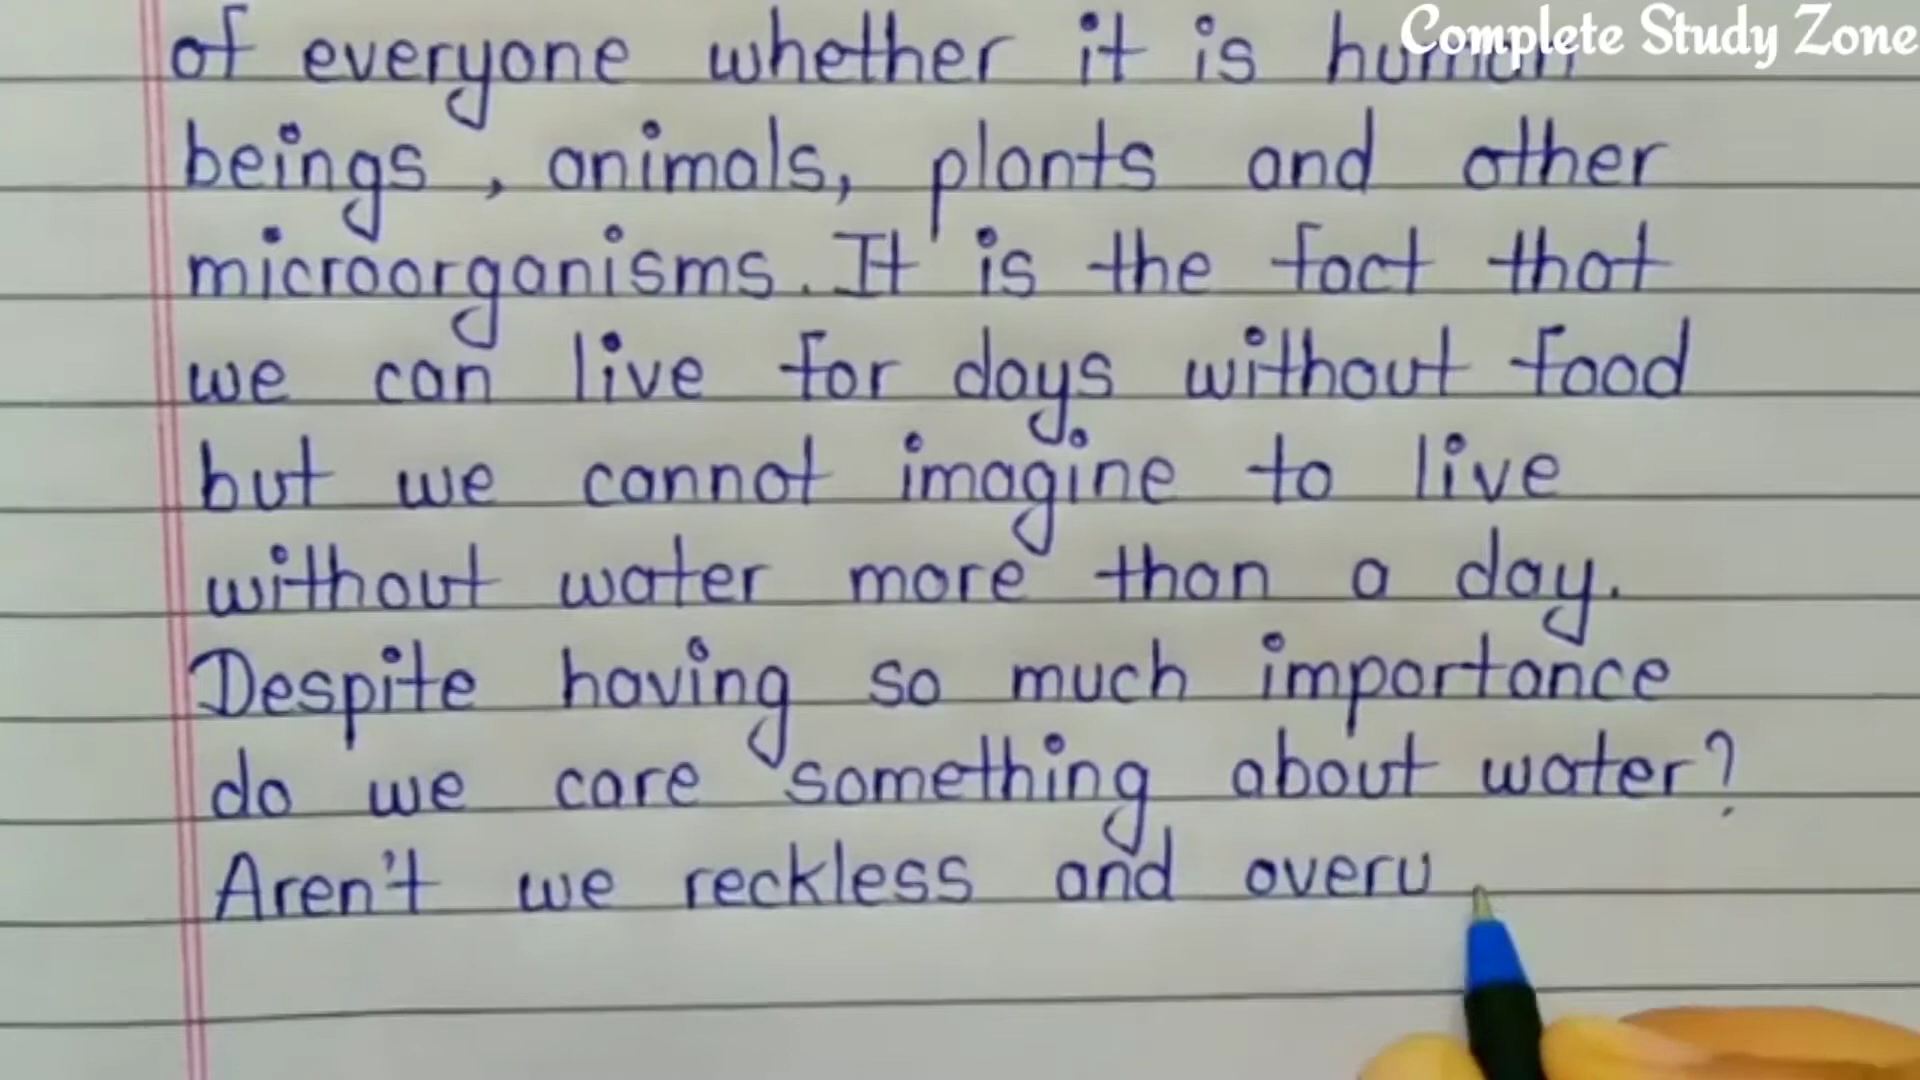 Complete Study Zone
of everyone whether it is human
beings, animals, plants and other
microorganisms. It is the fact that
we can live for days without food
but we cannot imagine to live
without water more than a day.
Despite having so much importance
do we care something about water?
Aren't we reckless and overu